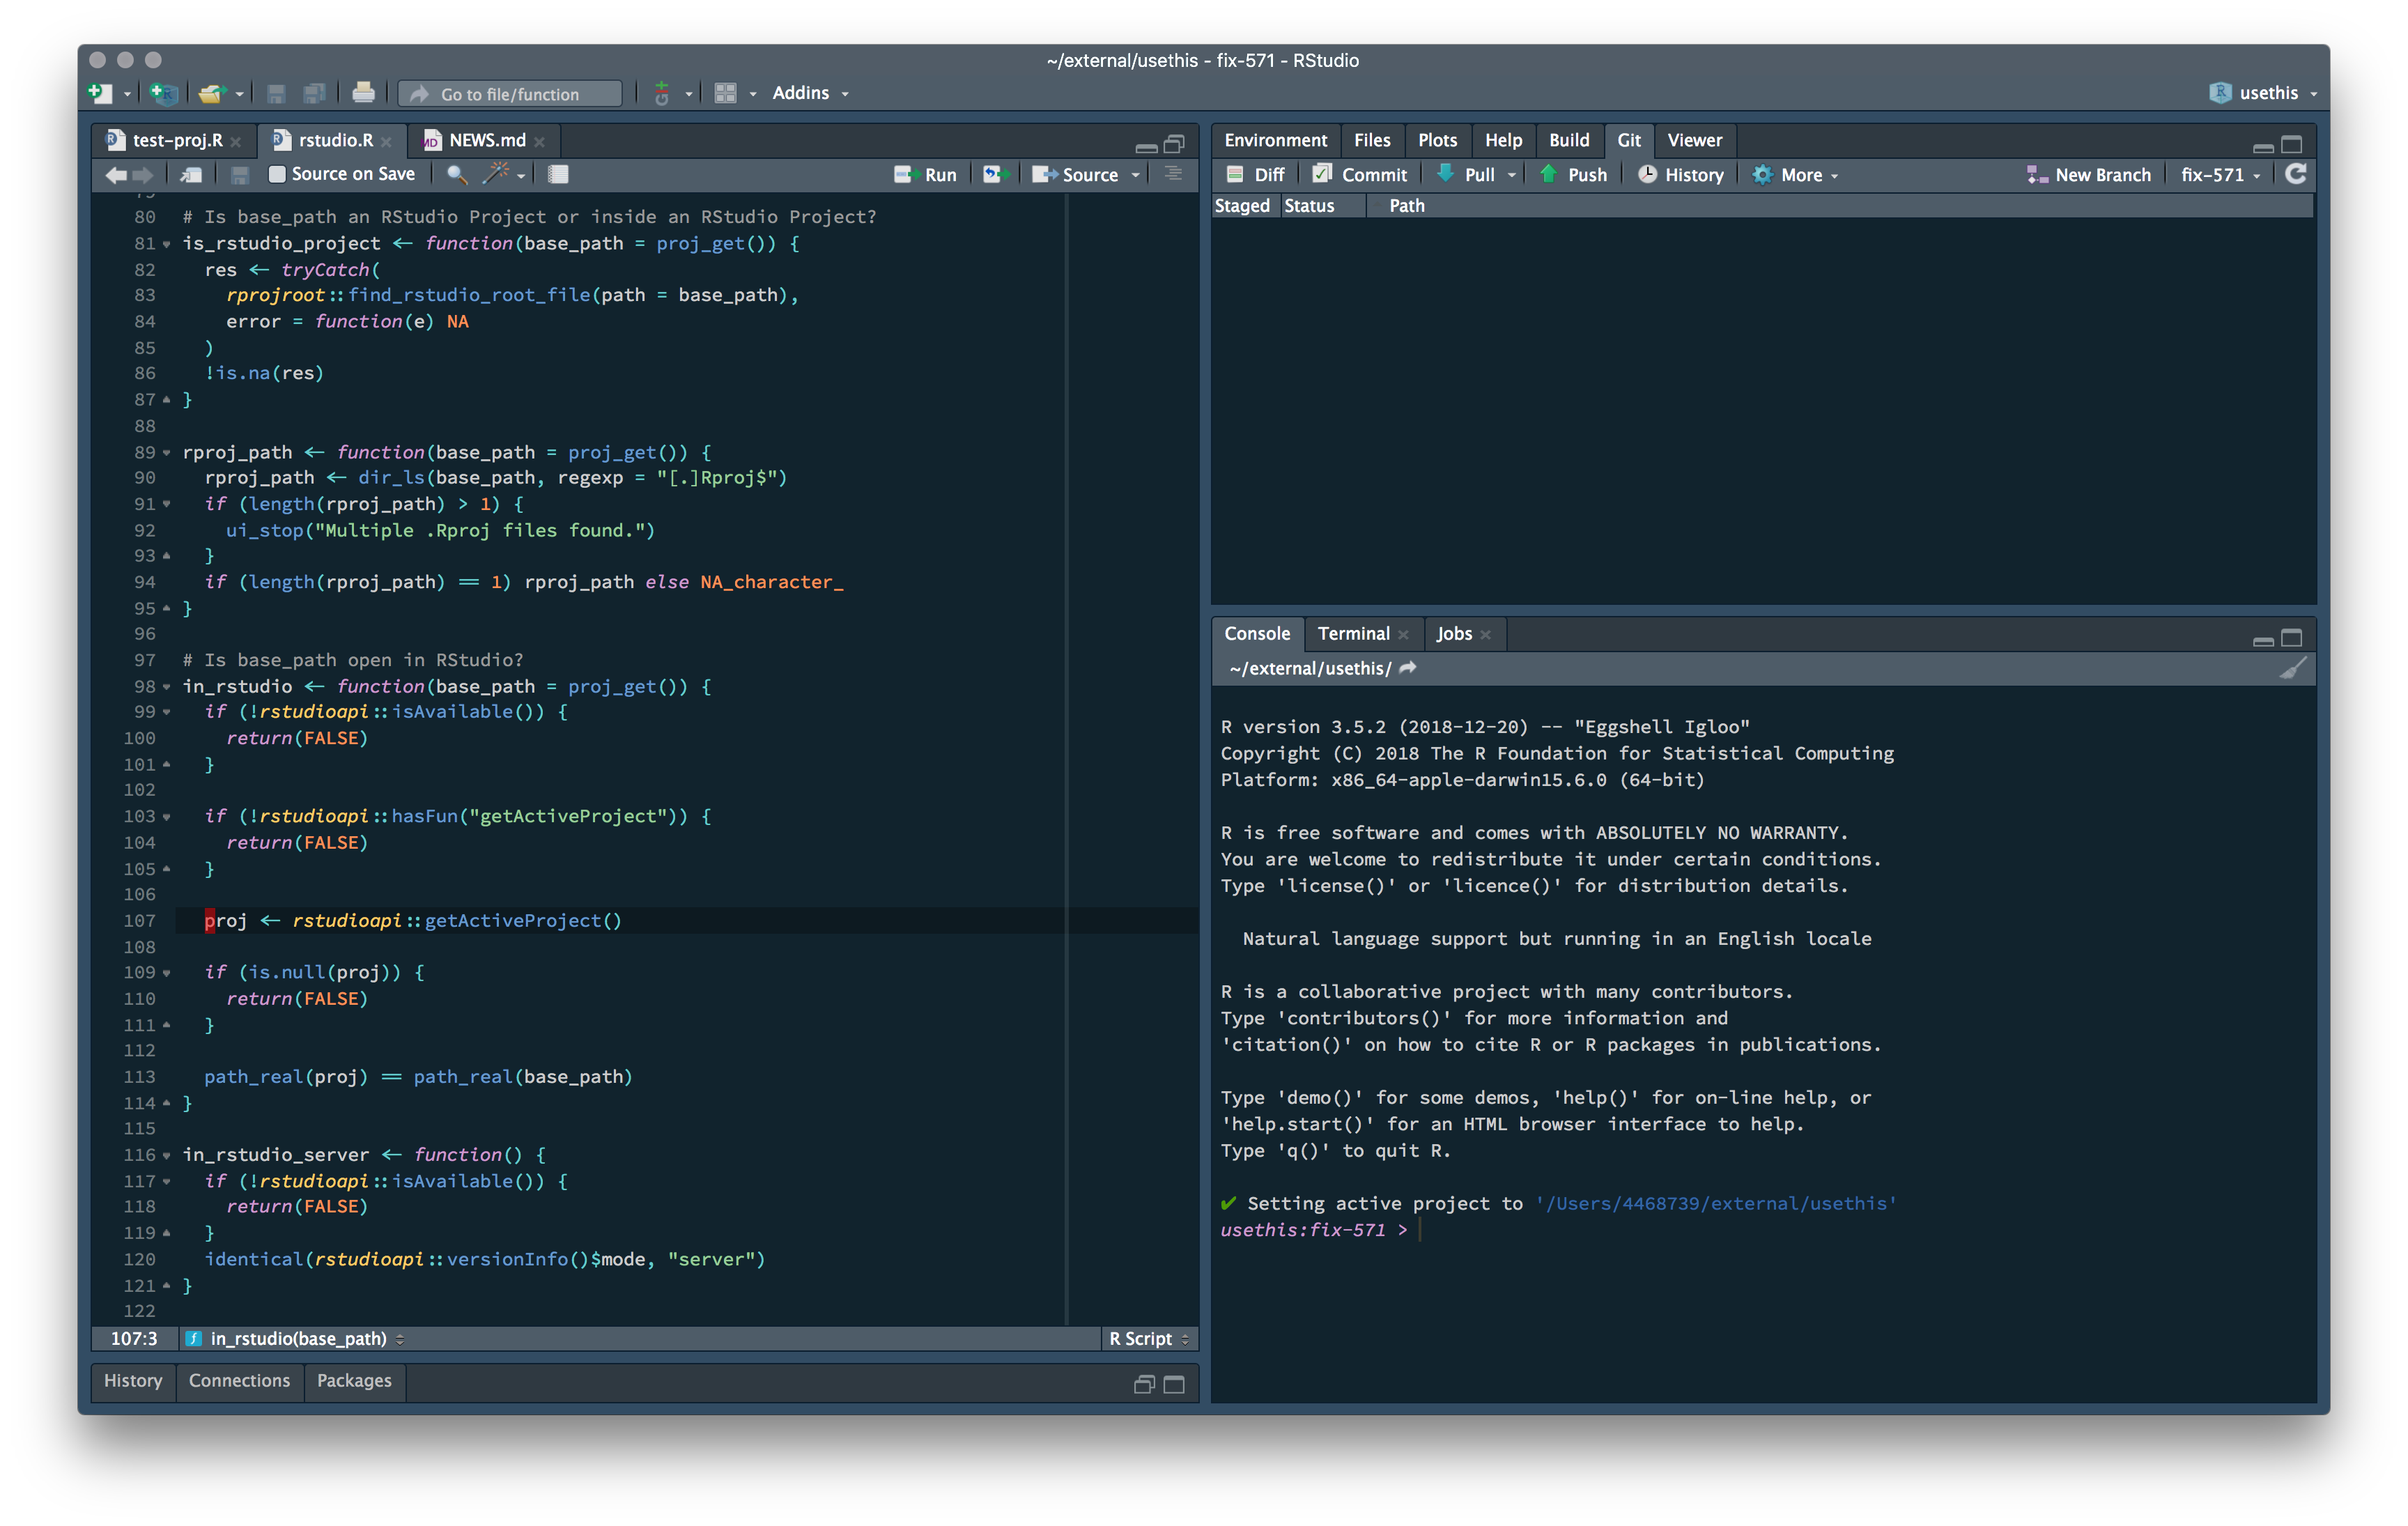 ~/external/usethis - fix-571 - RStudio
Go to file/function
Addins
usethis
test-proj.R
rstudio.R
NEWS.md
Source on Save
Run
Source
80 # Is base_path an RStudio Project or inside an RStudio Project?
81 is_rstudio_project <- function(base_path = proj_get()) {
82 res <- tryCatch(
83 rprojroot::find_rstudio_root_file(path = base_path),
84 error = function(e) NA
85 )
86 !is.na(res)
87 }
88
89 rproj_path <- function(base_path = proj_get()) {
90 rproj_path <- dir_ls(base_path, regexp = "[.]Rproj$")
91 if (length(rproj_path) > 1) {
92 ui_stop("Multiple .Rproj files found.")
93 }
94 if (length(rproj_path) == 1) rproj_path else NA_character_
95 }
96
97 # Is base_path open in RStudio?
98 in_rstudio <- function(base_path = proj_get()) {
99 if (!rstudioapi::isAvailable()) {
100 return(FALSE)
101 }
102
103 if (!rstudioapi::hasFun("getActiveProject")) {
104 return(FALSE)
105 }
106
107 proj <- rstudioapi::getActiveProject()
108
109 if (is.null(proj)) {
110 return(FALSE)
111 }
112
113 path_real(proj) == path_real(base_path)
114 }
115
116 in_rstudio_server <- function() {
117 if (!rstudioapi::isAvailable()) {
118 return(FALSE)
119 }
120 identical(rstudioapi::versionInfo()$mode, "server")
121 }
122
107:3 in_rstudio(base_path) R Script
History Connections Packages
Environment Files Plots Help Build Git Viewer
Diff Commit Pull Push History More New Branch fix-571
Staged Status Path
Console Terminal Jobs
~/external/usethis/
R version 3.5.2 (2018-12-20) -- "Eggshell Igloo"
Copyright (C) 2018 The R Foundation for Statistical Computing
Platform: x86_64-apple-darwin15.6.0 (64-bit)
R is free software and comes with ABSOLUTELY NO WARRANTY.
You are welcome to redistribute it under certain conditions.
Type 'license()' or 'licence()' for distribution details.
Natural language support but running in an English locale
R is a collaborative project with many contributors.
Type 'contributors()' for more information and
'citation()' on how to cite R or R packages in publications.
Type 'demo()' for some demos, 'help()' for on-line help, or
'help.start()' for an HTML browser interface to help.
Type 'q()' to quit R.
✔ Setting active project to '/Users/4468739/external/usethis'
usethis:fix-571 >